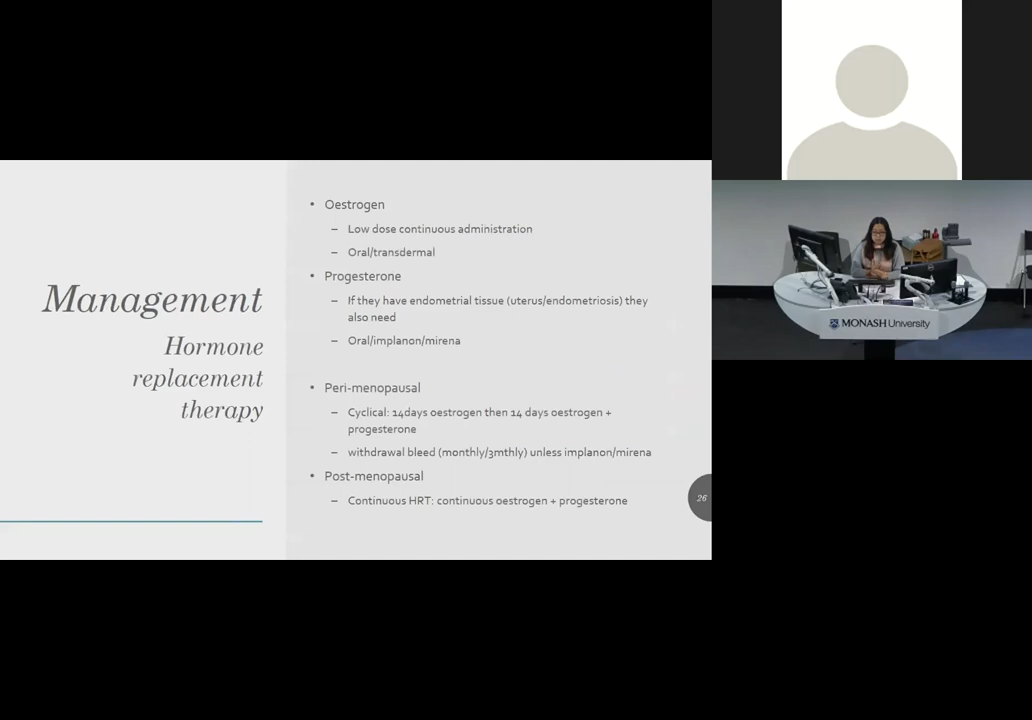 Management
Hormone
replacement
therapy
• Oestrogen
– Low dose continuous administration
– Oral/transdermal
• Progesterone
– If they have endometrial tissue (uterus/endometriosis) they
also need
– Oral/implanon/mirena
• Peri-menopausal
– Cyclical: 14days oestrogen then 14 days oestrogen +
progesterone
– withdrawal bleed (monthly/3mthly) unless implanon/mirena
• Post-menopausal
– Continuous HRT: continuous oestrogen + progesterone
26
MONASH University